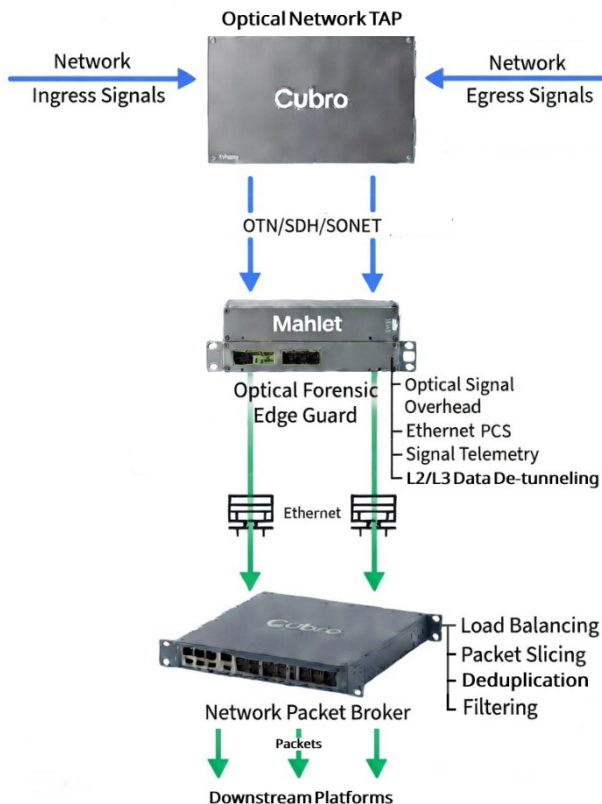 Optical Network TAP
Network
Ingress Signals
Cubro
Network
Egress Signals
OTN/SDH/SONET
Mahlet
Optical Forensic
Edge Guard
Optical Signal
Overhead
Ethernet PCS
Signal Telemetry
L2/L3 Data De-tunneling
Ethernet
Cubro
Load Balancing
Packet Slicing
Deduplication
Filtering
Network Packet Broker
Packets
Downstream Platforms